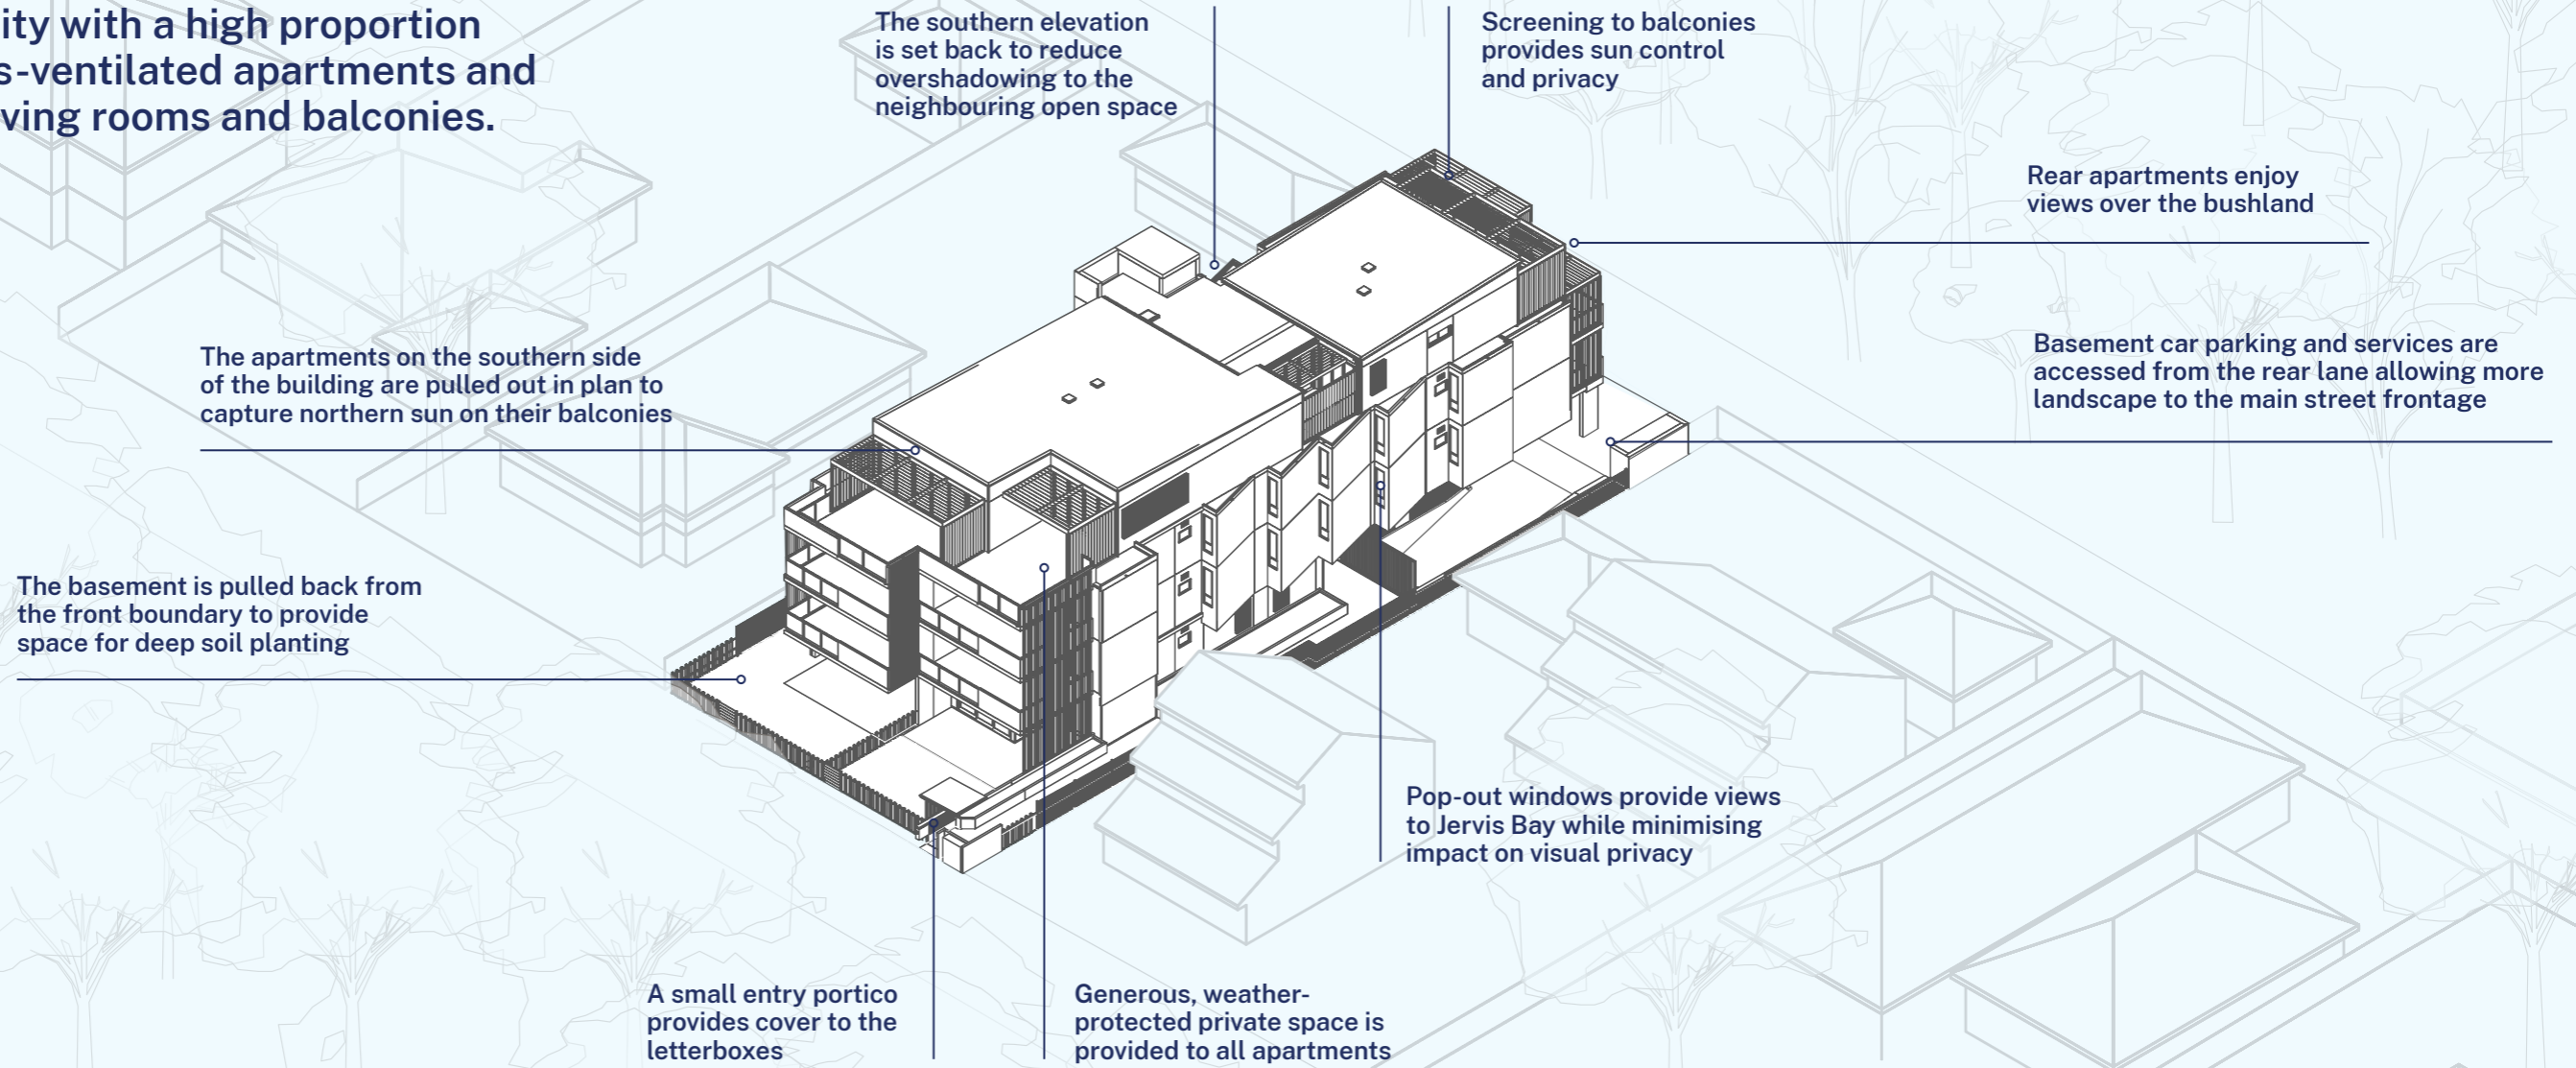 ity with a high proportion
s-ventilated apartments and
ving rooms and balconies.
The southern elevation
is set back to reduce
overshadowing to the
neighbouring open space
Screening to balconies
provides sun control
and privacy
Rear apartments enjoy
views over the bushland
The apartments on the southern side
of the building are pulled out in plan to
capture northern sun on their balconies
Basement car parking and services are
accessed from the rear lane allowing more
landscape to the main street frontage
The basement is pulled back from
the front boundary to provide
space for deep soil planting
Pop-out windows provide views
to Jervis Bay while minimising
impact on visual privacy
A small entry portico
provides cover to the
letterboxes
Generous, weather-
protected private space is
provided to all apartments